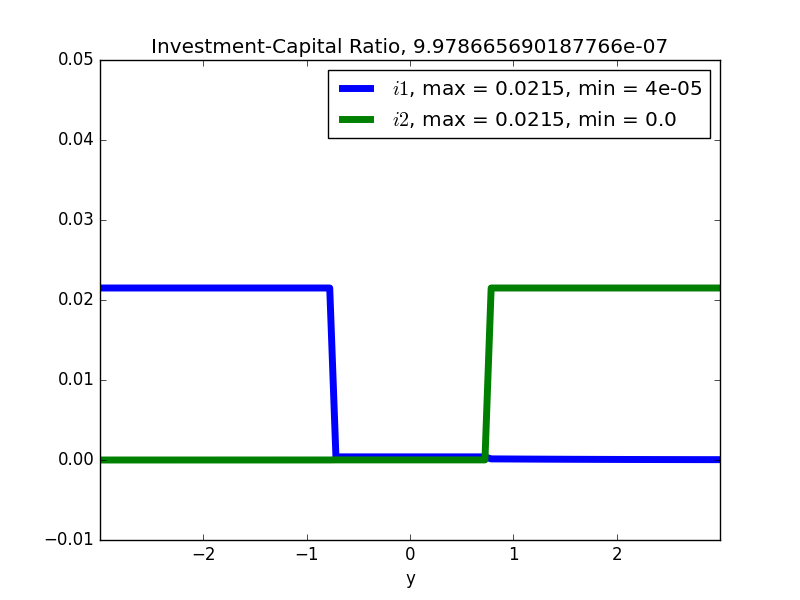 Investment-Capital Ratio, 9.978665690187766e-07
0.05
i1, max = 0.0215, min = 4e-05
i2, max = 0.0215, min = 0.0
0.04
0.03
0.02
0.01
0.00
−0.01
−2 −1 0 1 2
y